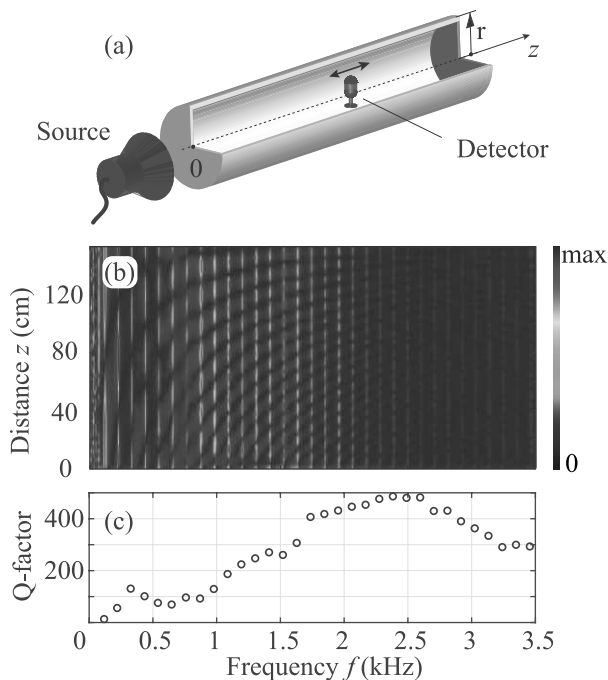 (a)
r
z
Source
0
Detector
(b)
max
120
80
40
0
Distance z (cm)
0
(c)
400
200
Q-factor
0 0.5 1 1.5 2 2.5 3 3.5
Frequency f (kHz)